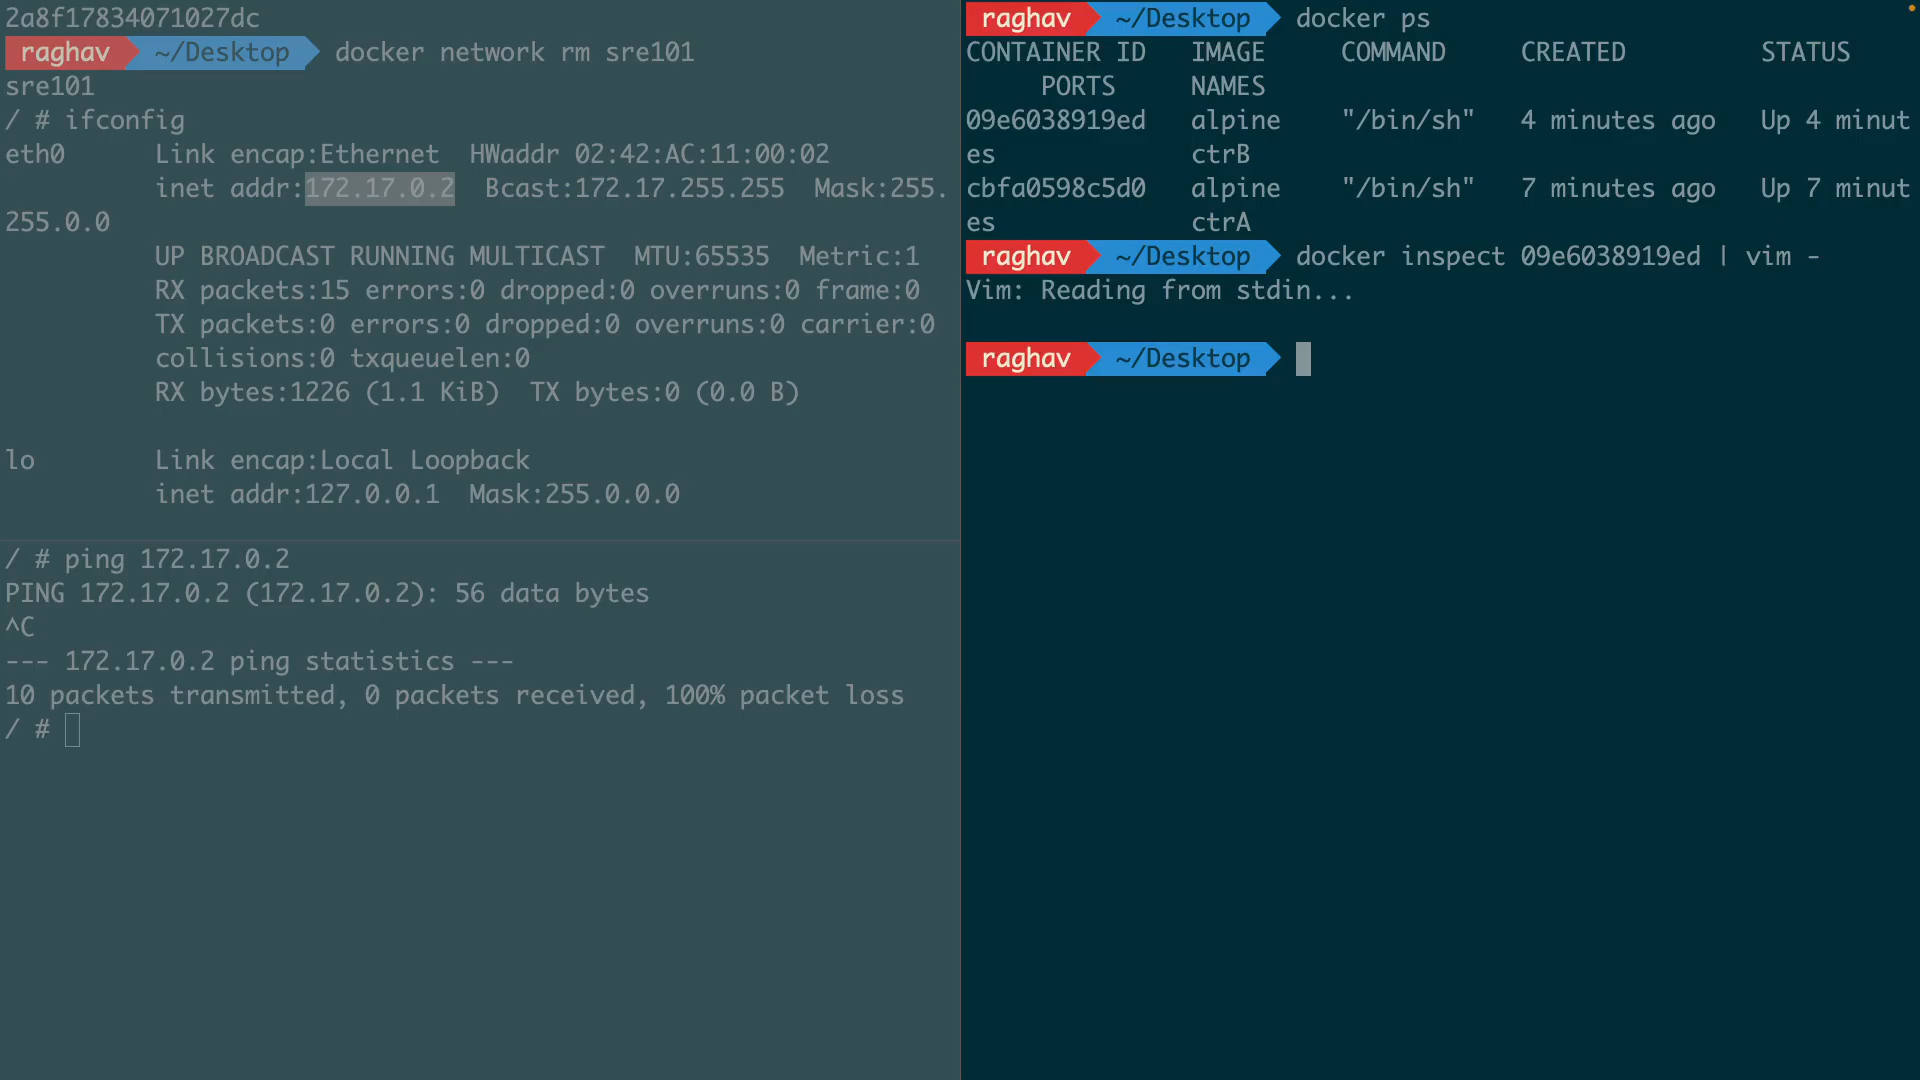 2a8f17834071027dc
raghav ~/Desktop docker network rm sre101
sre101
/ # ifconfig
eth0      Link encap:Ethernet  HWaddr 02:42:AC:11:00:02
          inet addr:172.17.0.2  Bcast:172.17.255.255  Mask:255.
255.0.0
          UP BROADCAST RUNNING MULTICAST  MTU:65535  Metric:1
          RX packets:15 errors:0 dropped:0 overruns:0 frame:0
          TX packets:0 errors:0 dropped:0 overruns:0 carrier:0
          collisions:0 txqueuelen:0
          RX bytes:1226 (1.1 KiB)  TX bytes:0 (0.0 B)
lo        Link encap:Local Loopback
          inet addr:127.0.0.1  Mask:255.0.0.0
/ # ping 172.17.0.2
PING 172.17.0.2 (172.17.0.2): 56 data bytes
^C
--- 172.17.0.2 ping statistics ---
10 packets transmitted, 0 packets received, 100% packet loss
/ #
raghav ~/Desktop docker ps
CONTAINER ID   IMAGE     COMMAND     CREATED         STATUS
     PORTS     NAMES
09e6038919ed   alpine    "/bin/sh"   4 minutes ago   Up 4 minut
es             ctrB
cbfa0598c5d0   alpine    "/bin/sh"   7 minutes ago   Up 7 minut
es             ctrA
raghav ~/Desktop docker inspect 09e6038919ed | vim -
Vim: Reading from stdin...
raghav ~/Desktop